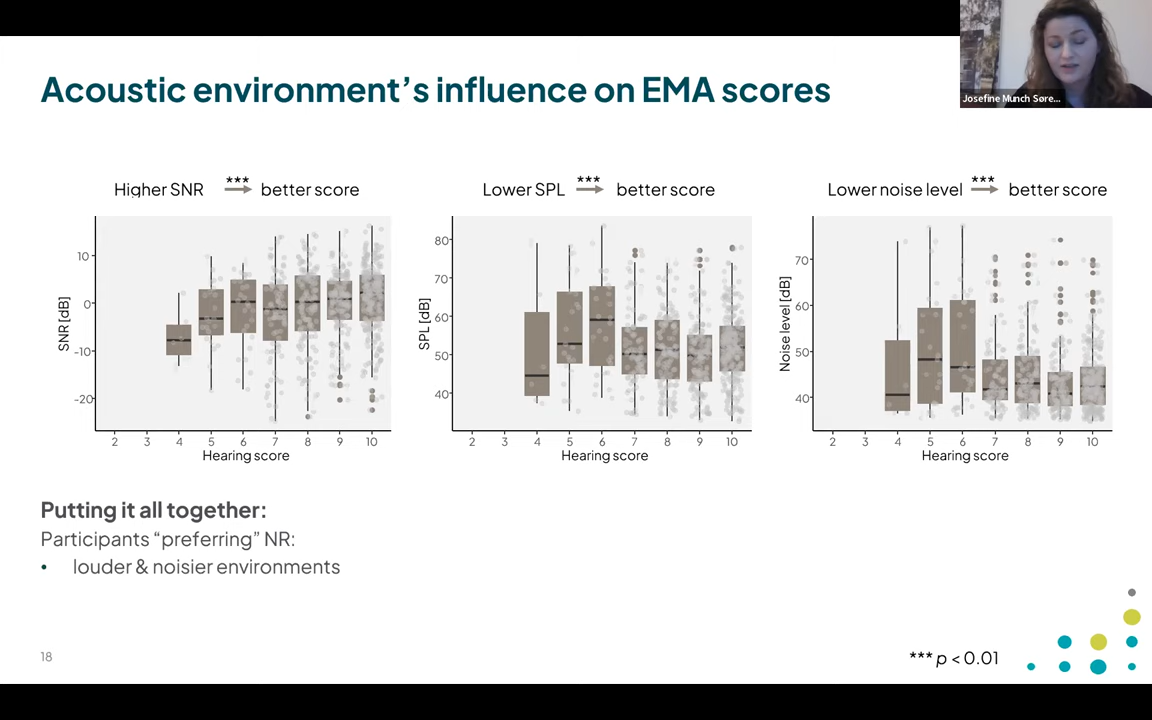 Acoustic environment's influence on EMA scores
Josefine Munch Søre...
Higher SNR *** better score
Lower SPL *** better score
Lower noise level *** better score
SNR [dB]
10
0
-10
-20
2 3 4 5 6 7 8 9 10
Hearing score
SPL [dB]
80
70
60
50
40
2 3 4 5 6 7 8 9 10
Hearing score
Noise level [dB]
70
60
50
40
2 3 4 5 6 7 8 9 10
Hearing score
Putting it all together:
Participants “preferring” NR:
• louder & noisier environments
18
*** p < 0.01